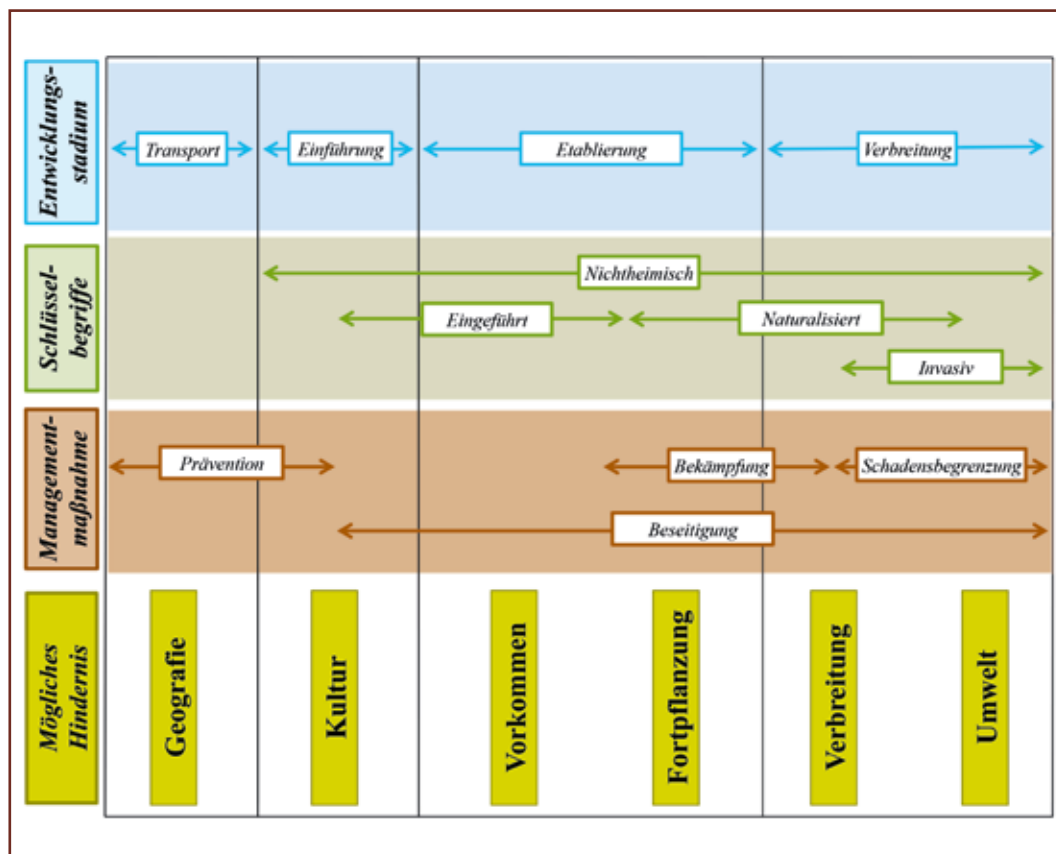 Entwicklungs-
stadium
Transport
Einführung
Etablierung
Verbreitung
Schlüssel-
begriffe
Nichtheimisch
Eingeführt
Naturalisiert
Invasiv
Management-
maßnahme
Prävention
Bekämpfung
Schadensbegrenzung
Beseitigung
Mögliches
Hindernis
Geografie
Kultur
Vorkommen
Fortpflanzung
Verbreitung
Umwelt